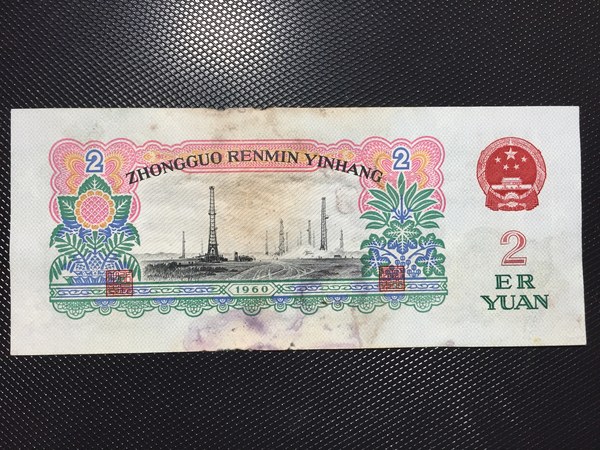 ZHONGGUO RENMIN YINHANG
2
2
1960
2
ER
YUAN